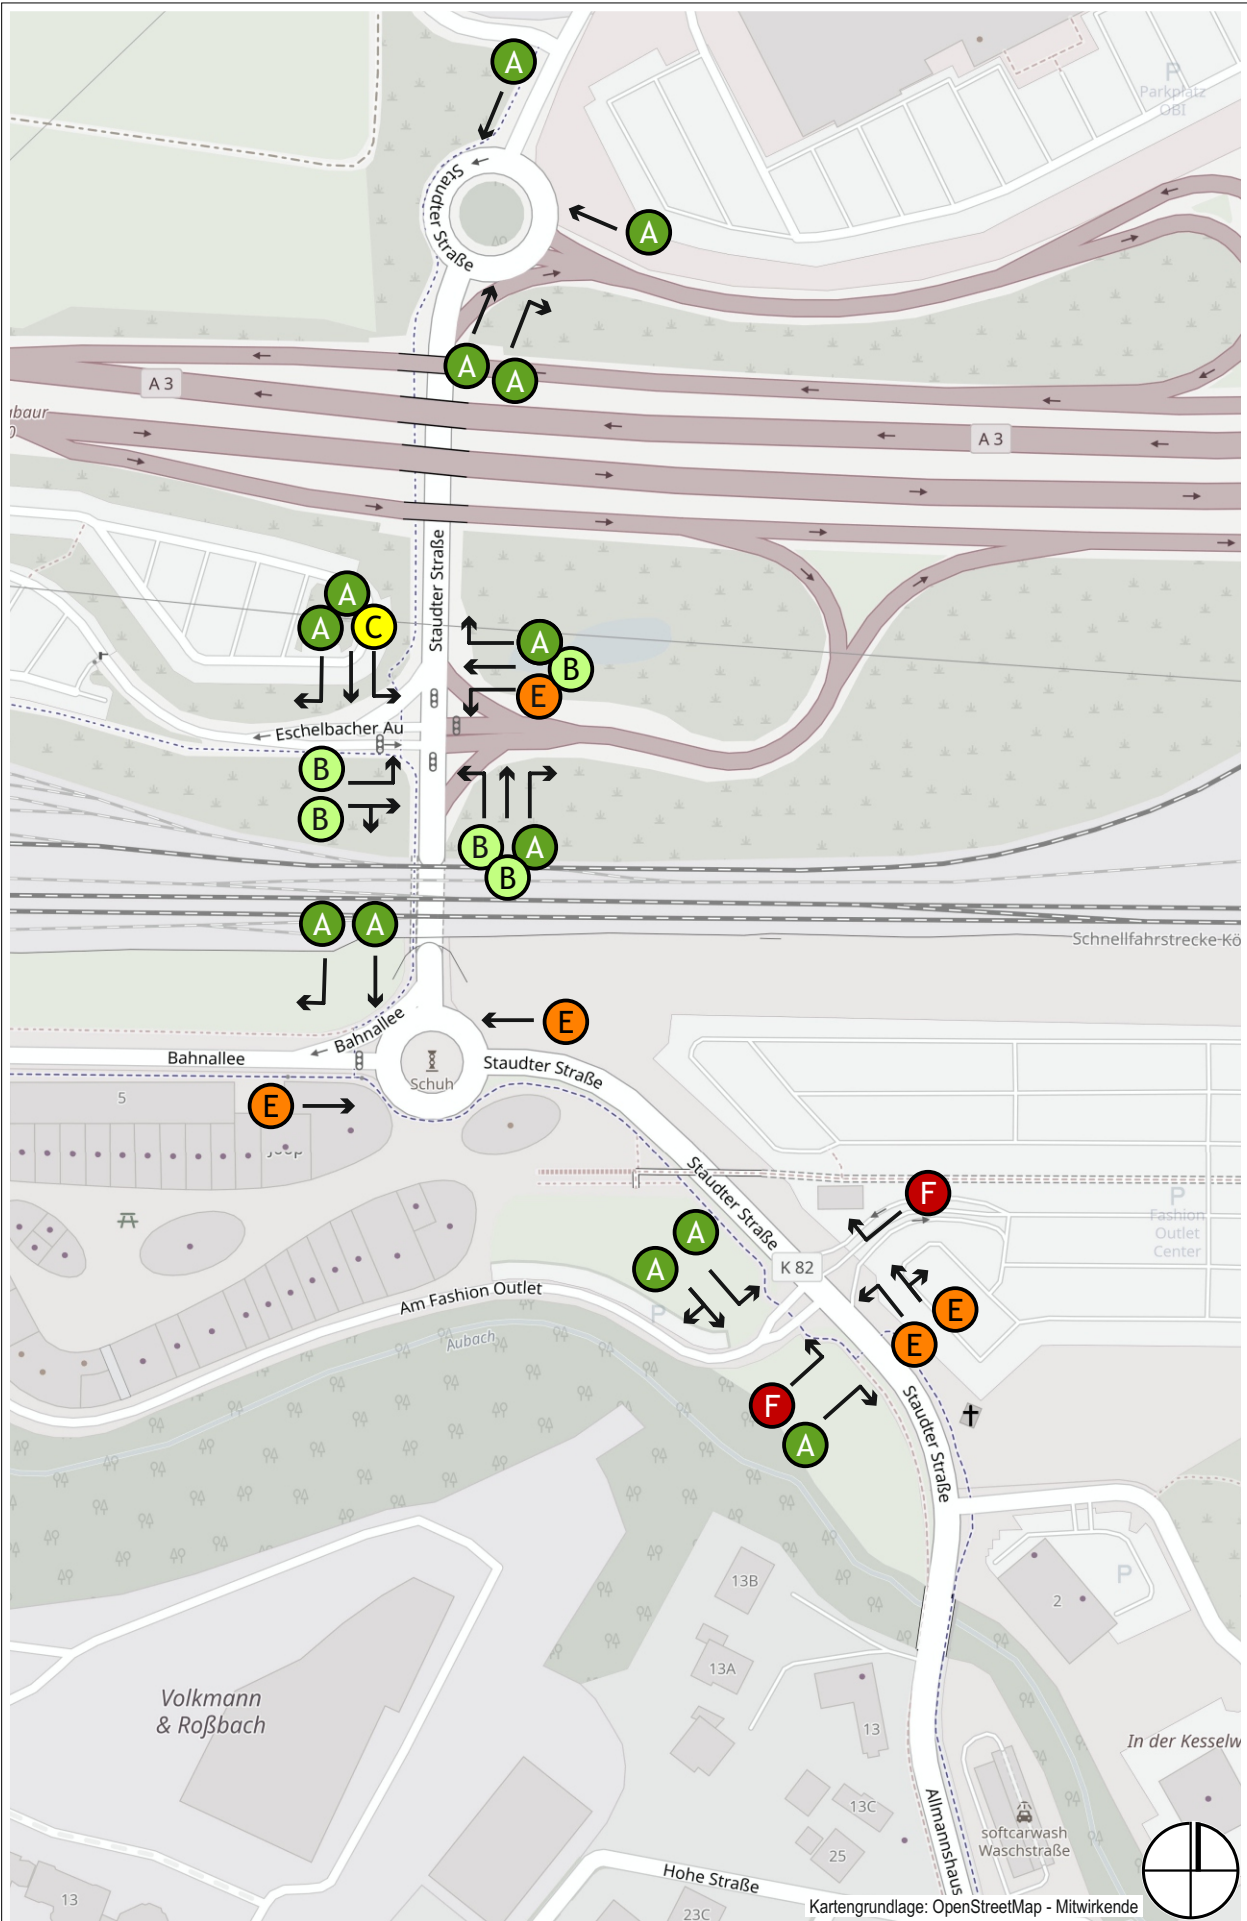 A
P
Parkplatz
OBI
Staudter Straße
A
A
A
A 3
A 3
Staudter Straße
A
A
C
A
B
E
Eschelbacher Au
B
B
B
A
B
A
A
Schnellfahrstrecke Kö
E
Bahnallee
Bahnallee
Staudter Straße
Schuh
5
E
Staudter Straße
F
P
Fashion
Outlet
Center
A
A
K 82
Am Fashion Outlet
P
E
E
Aubach
F
A
Staudter Straße
13B
P
2
13A
Volkmann
& Roßbach
13
In der Kesselw
Allmannshaus
13C
softcarwash
Waschstraße
25
Hohe Straße
13
23C
Kartengrundlage: OpenStreetMap - Mitwirkende